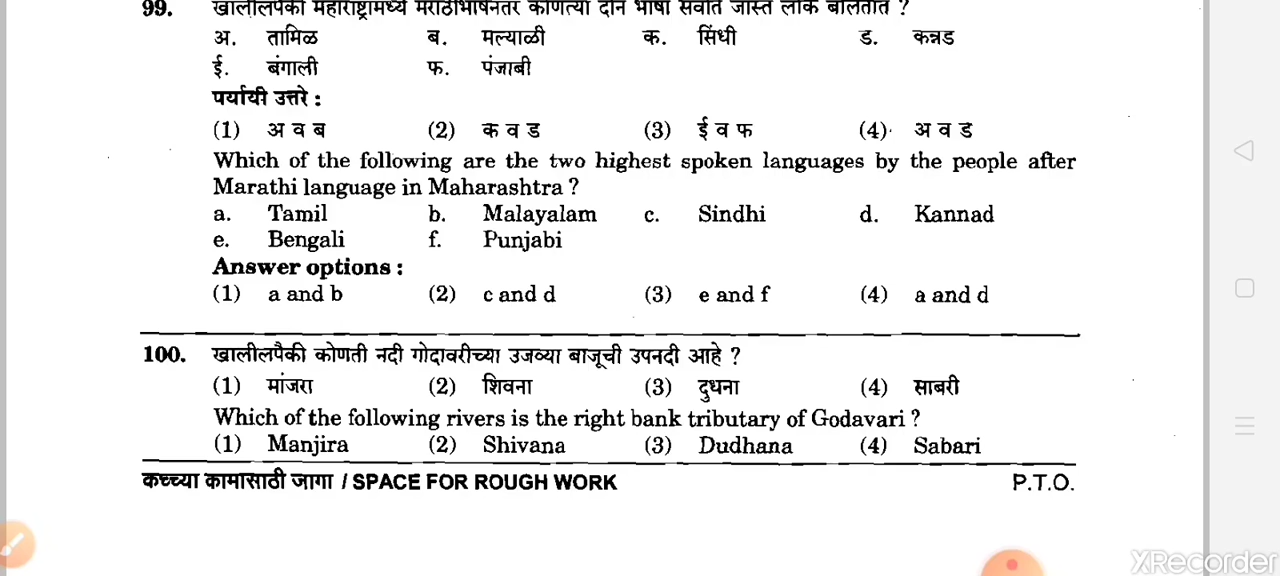 99. खालीलपैकी महाराष्ट्रामध्ये मराठीभाषेनंतर कोणत्या दोन भाषा सर्वात जास्त लोक बोलतात ?
अ. तामिळ ब. मल्याळी क. सिंधी ड. कन्नड
ई. बंगाली फ. पंजाबी
पर्यायी उत्तरे :
(1) अ व ब (2) क व ड (3) ई व फ (4) अ व ड
Which of the following are the two highest spoken languages by the people after
Marathi language in Maharashtra ?
a. Tamil b. Malayalam c. Sindhi d. Kannad
e. Bengali f. Punjabi
Answer options :
(1) a and b (2) c and d (3) e and f (4) a and d
100. खालीलपैकी कोणती नदी गोदावरीच्या उजव्या बाजूची उपनदी आहे ?
(1) मांजरा (2) शिवना (3) दुधना (4) साबरी
Which of the following rivers is the right bank tributary of Godavari ?
(1) Manjira (2) Shivana (3) Dudhana (4) Sabari
कच्च्या कामासाठी जागा / SPACE FOR ROUGH WORK P.T.O.
XRecorder